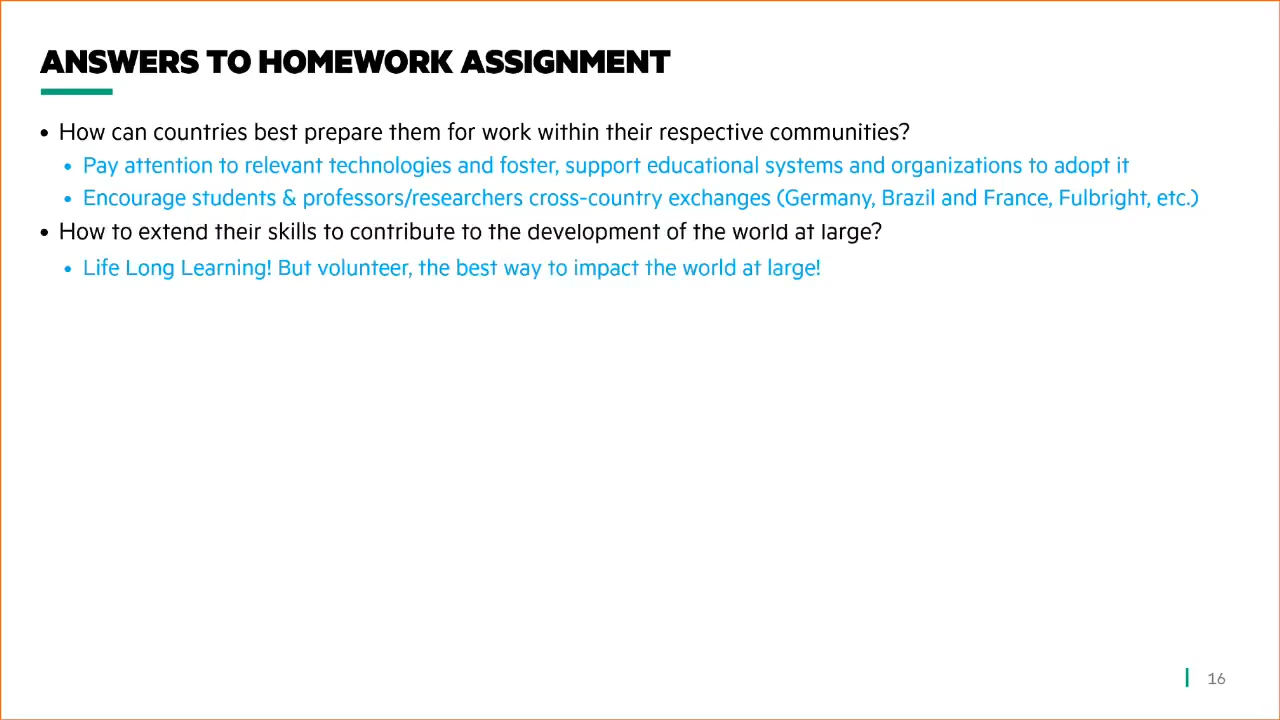 ANSWERS TO HOMEWORK ASSIGNMENT
• How can countries best prepare them for work within their respective communities?
• Pay attention to relevant technologies and foster, support educational systems and organizations to adopt it
• Encourage students & professors/researchers cross-country exchanges (Germany, Brazil and France, Fulbright, etc.)
• How to extend their skills to contribute to the development of the world at large?
• Life Long Learning! But volunteer, the best way to impact the world at large!
16